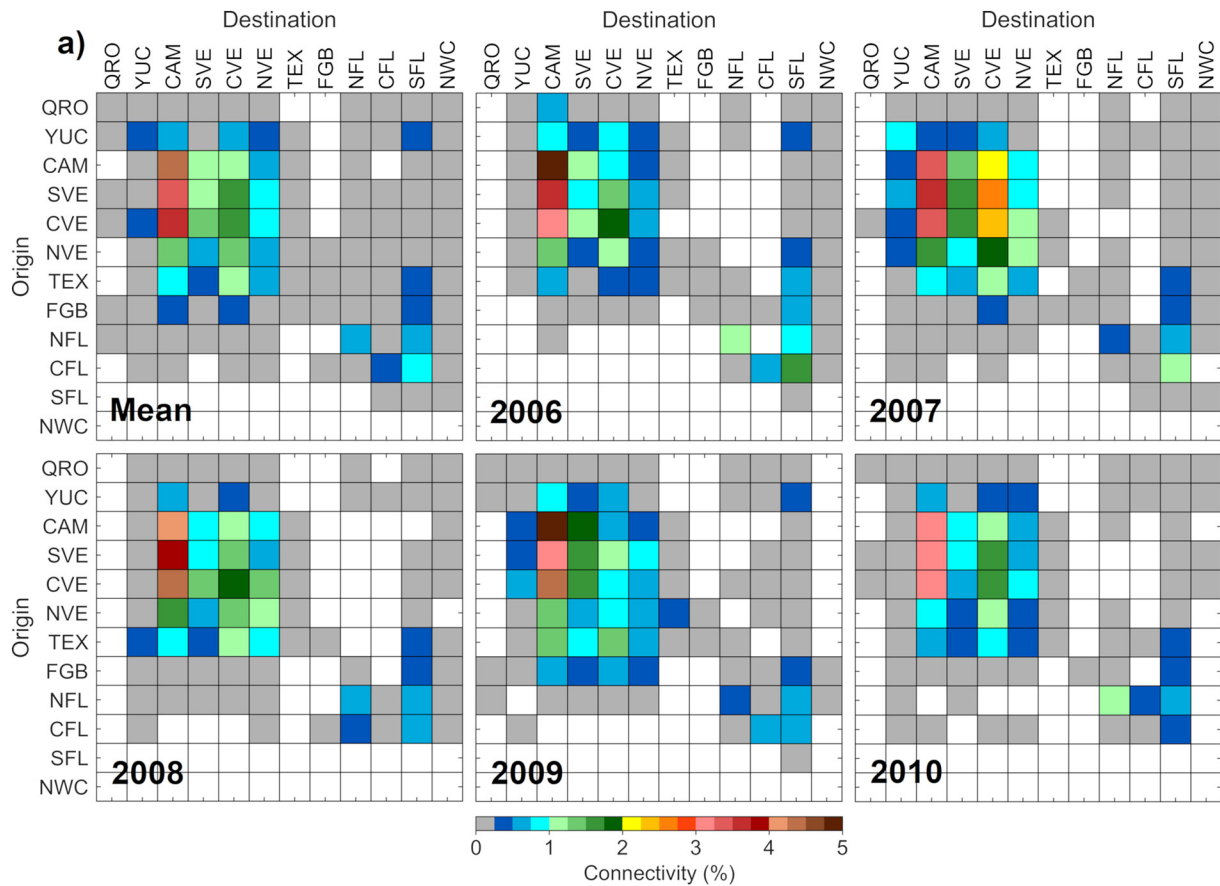 Destination Destination Destination
a)
QRO YUC CAM SVE CVE NVE TEX FGB NFL CFL SFL NWC QRO YUC CAM SVE CVE NVE TEX FGB NFL CFL SFL NWC QRO YUC CAM SVE CVE NVE TEX FGB NFL CFL SFL NWC
Origin
QRO
YUC
CAM
SVE
CVE
NVE
TEX
FGB
NFL
CFL
SFL
NWC
Mean 2006 2007
Origin
QRO
YUC
CAM
SVE
CVE
NVE
TEX
FGB
NFL
CFL
SFL
NWC
2008 2009 2010
0 1 2 3 4 5
Connectivity (%)